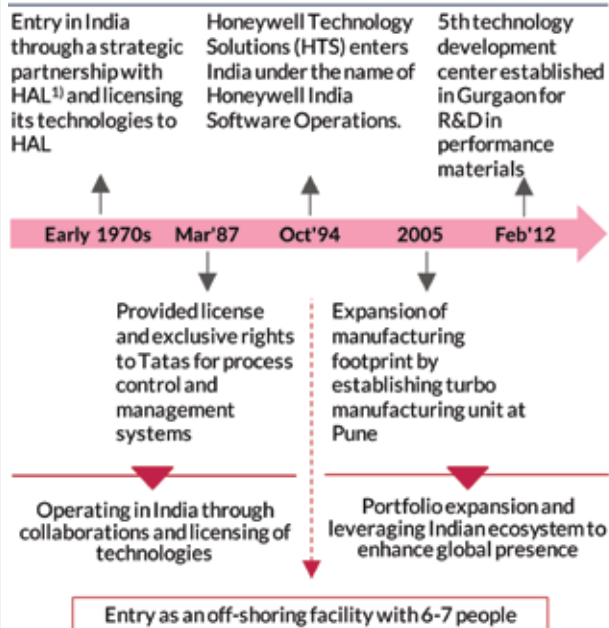 Entry in India
through a strategic
partnership with
HAL¹⁾ and licensing
its technologies to
HAL
Honeywell Technology
Solutions (HTS) enters
India under the name of
Honeywell India
Software Operations.
5th technology
development
center established
in Gurgaon for
R&D in
performance
materials
Early 1970s Mar'87 Oct'94 2005 Feb'12
Provided license
and exclusive rights
to Tatas for process
control and
management
systems
Expansion of
manufacturing
footprint by
establishing turbo
manufacturing unit at
Pune
Operating in India through
collaborations and licensing of
technologies
Portfolio expansion and
leveraging Indian ecosystem to
enhance global presence
Entry as an off-shoring facility with 6-7 people